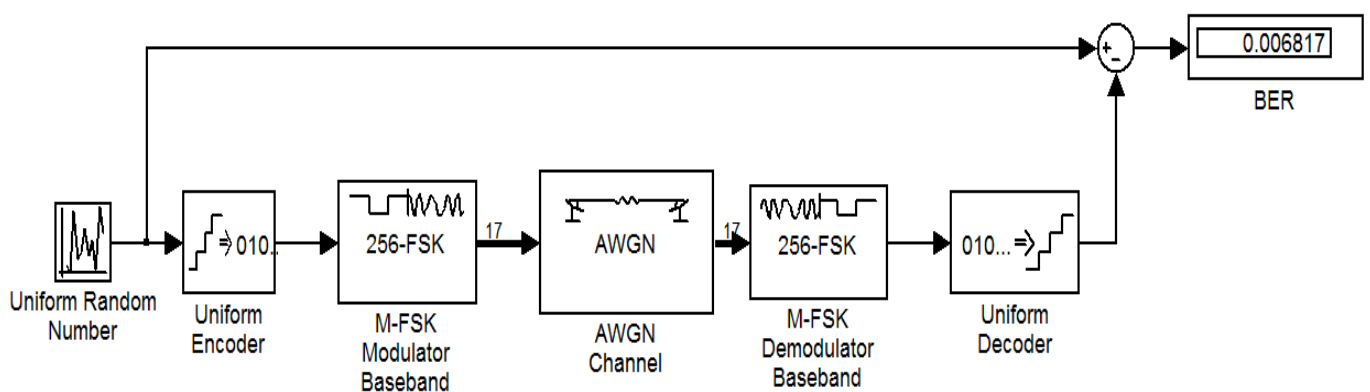 0.006817
BER
+
-
Uniform Random
Number
⇒ 010..
Uniform
Encoder
256-FSK
M-FSK
Modulator
Baseband
17
AWGN
AWGN
Channel
17
256-FSK
M-FSK
Demodulator
Baseband
010... ⇒
Uniform
Decoder